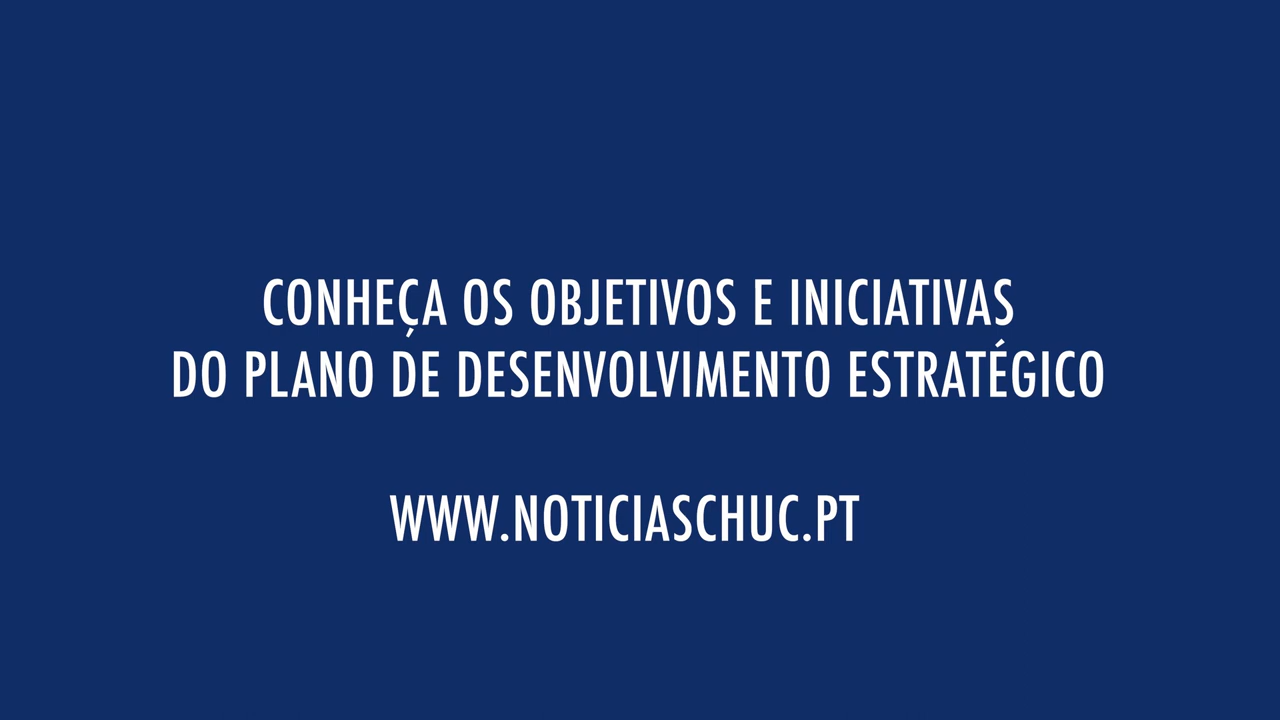 CONHEÇA OS OBJETIVOS E INICIATIVAS
DO PLANO DE DESENVOLVIMENTO ESTRATÉGICO
WWW.NOTICIASCHUC.PT